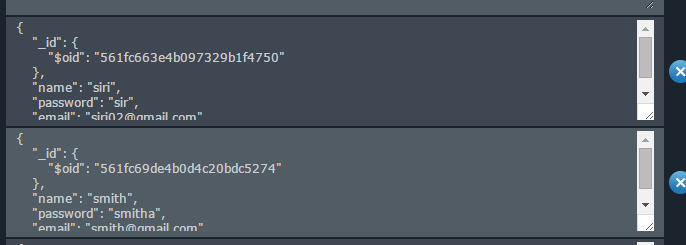 {
"_id": {
"$oid": "561fc663e4b097329b1f4750"
},
"name": "siri",
"password": "sir",
"email": "siri02@gmail.com"
{
"_id": {
"$oid": "561fc69de4b0d4c20bdc5274"
},
"name": "smith",
"password": "smitha",
"email": "smith@gmail.com"
{